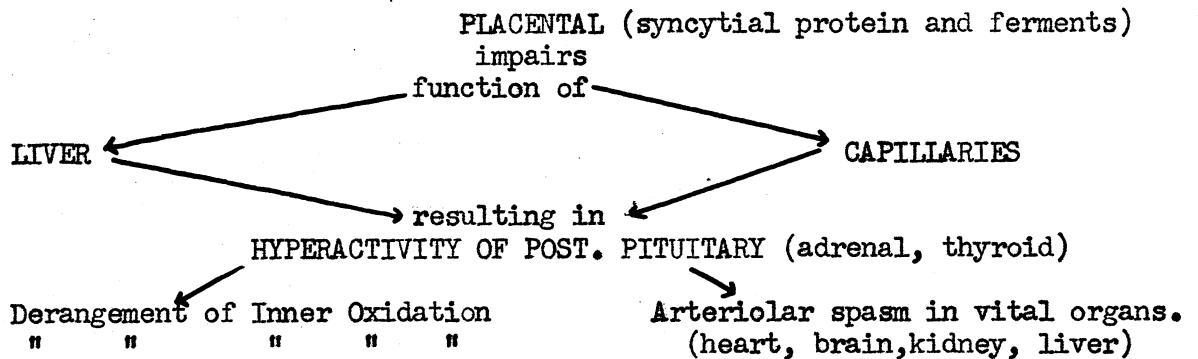 PLACENTAL (syncytial protein and ferments)
impairs
function of
LIVER
CAPILLARIES
resulting in
HYPERACTIVITY OF POST. PITUITARY (adrenal, thyroid)
Derangement of Inner Oxidation
" " " " "
Arteriolar spasm in vital organs.
(heart, brain,kidney, liver)